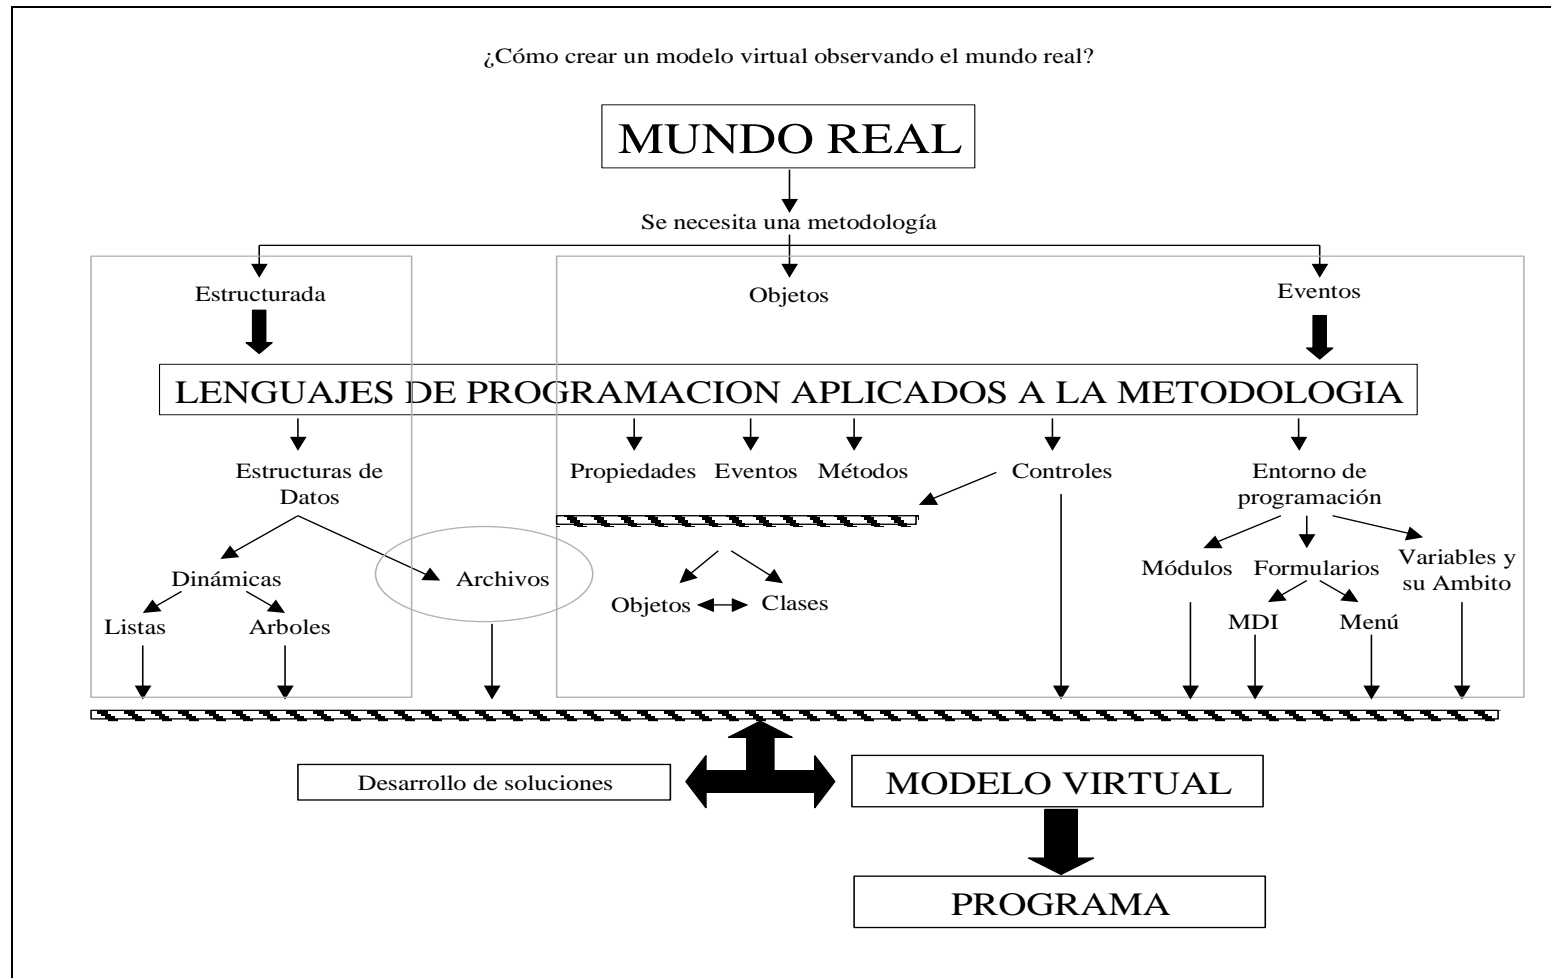 ¿Cómo crear un modelo virtual observando el mundo real?
MUNDO REAL
Se necesita una metodología
Estructurada
Objetos
Eventos
LENGUAJES DE PROGRAMACION APLICADOS A LA METODOLOGIA
Estructuras de
Datos
Propiedades
Eventos
Métodos
Controles
Entorno de
programación
Dinámicas
Archivos
Objetos
Clases
Módulos
Formularios
Variables y
su Ambito
Listas
Arboles
MDI
Menú
Desarrollo de soluciones
MODELO VIRTUAL
PROGRAMA